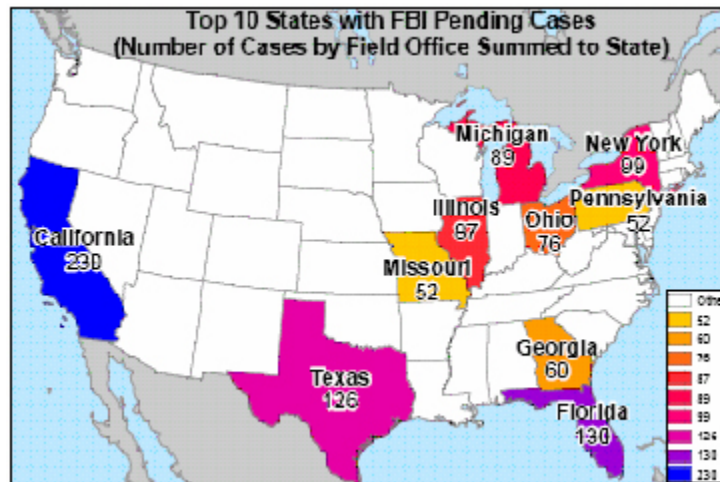 Top 10 States with FBI Pending Cases
(Number of Cases by Field Office Summed to State)
Michigan
89
New York
99
Pennsylvania
52
Illinois
87
Ohio
76
California
230
Missouri
52
Georgia
60
Texas
126
Florida
130
52
60
76
87
89
99
126
130
230